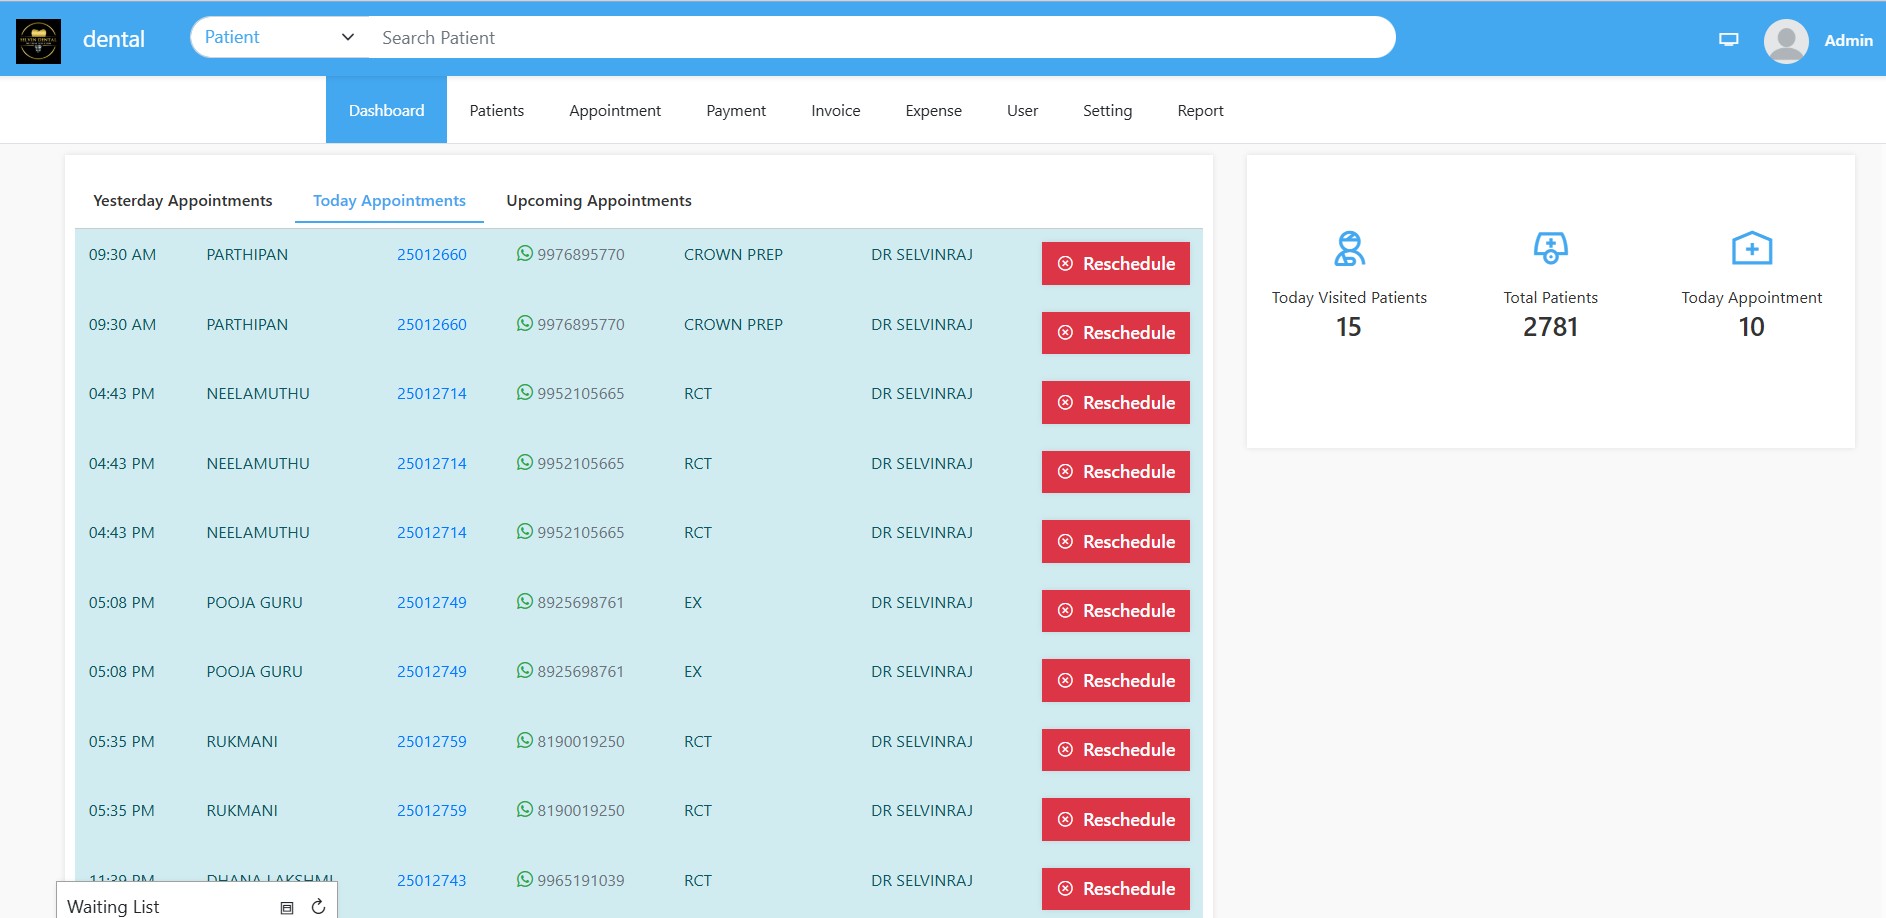 SELVIN DENTAL
dental
Patient
Search Patient
Admin
Dashboard Patients Appointment Payment Invoice Expense User Setting Report
Yesterday Appointments Today Appointments Upcoming Appointments
09:30 AM PARTHIPAN 25012660 9976895770 CROWN PREP DR SELVINRAJ Reschedule
09:30 AM PARTHIPAN 25012660 9976895770 CROWN PREP DR SELVINRAJ Reschedule
04:43 PM NEELAMUTHU 25012714 9952105665 RCT DR SELVINRAJ Reschedule
04:43 PM NEELAMUTHU 25012714 9952105665 RCT DR SELVINRAJ Reschedule
04:43 PM NEELAMUTHU 25012714 9952105665 RCT DR SELVINRAJ Reschedule
05:08 PM POOJA GURU 25012749 8925698761 EX DR SELVINRAJ Reschedule
05:08 PM POOJA GURU 25012749 8925698761 EX DR SELVINRAJ Reschedule
05:35 PM RUKMANI 25012759 8190019250 RCT DR SELVINRAJ Reschedule
05:35 PM RUKMANI 25012759 8190019250 RCT DR SELVINRAJ Reschedule
11:39 PM DHANA LAKSHMI 25012743 9965191039 RCT DR SELVINRAJ Reschedule
Waiting List
Today Visited Patients
15
Total Patients
2781
Today Appointment
10